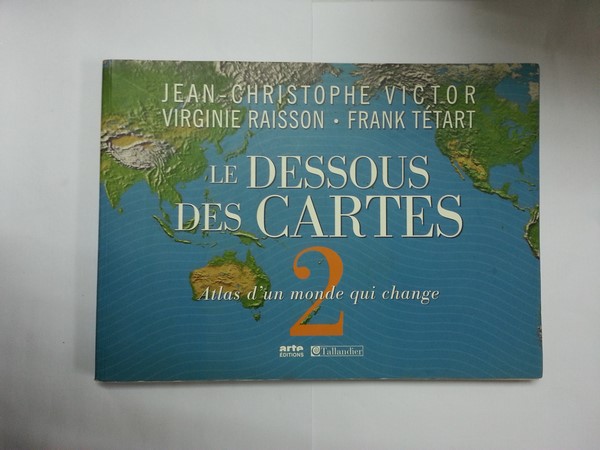 JEAN-CHRISTOPHE VICTOR
VIRGINIE RAISSON • FRANK TÉTART
LE DESSOUS
DES CARTES
2
Atlas d'un monde qui change
arte
ÉDITIONS
Tallandier